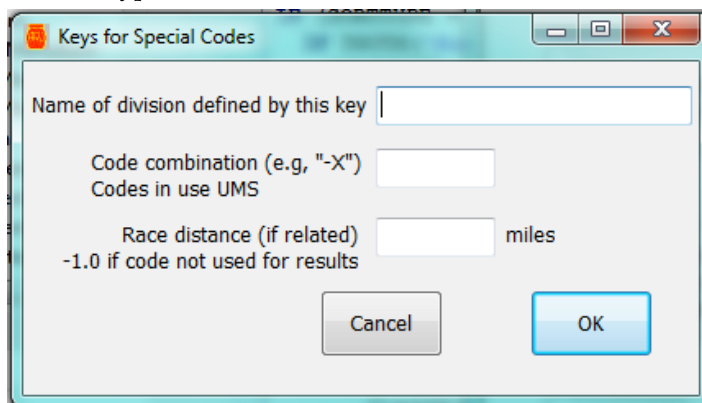 Keys for Special Codes
Name of division defined by this key
Code combination (e.g, "-X")
Codes in use UMS
Race distance (if related)
miles
-1.0 if code not used for results
Cancel
OK